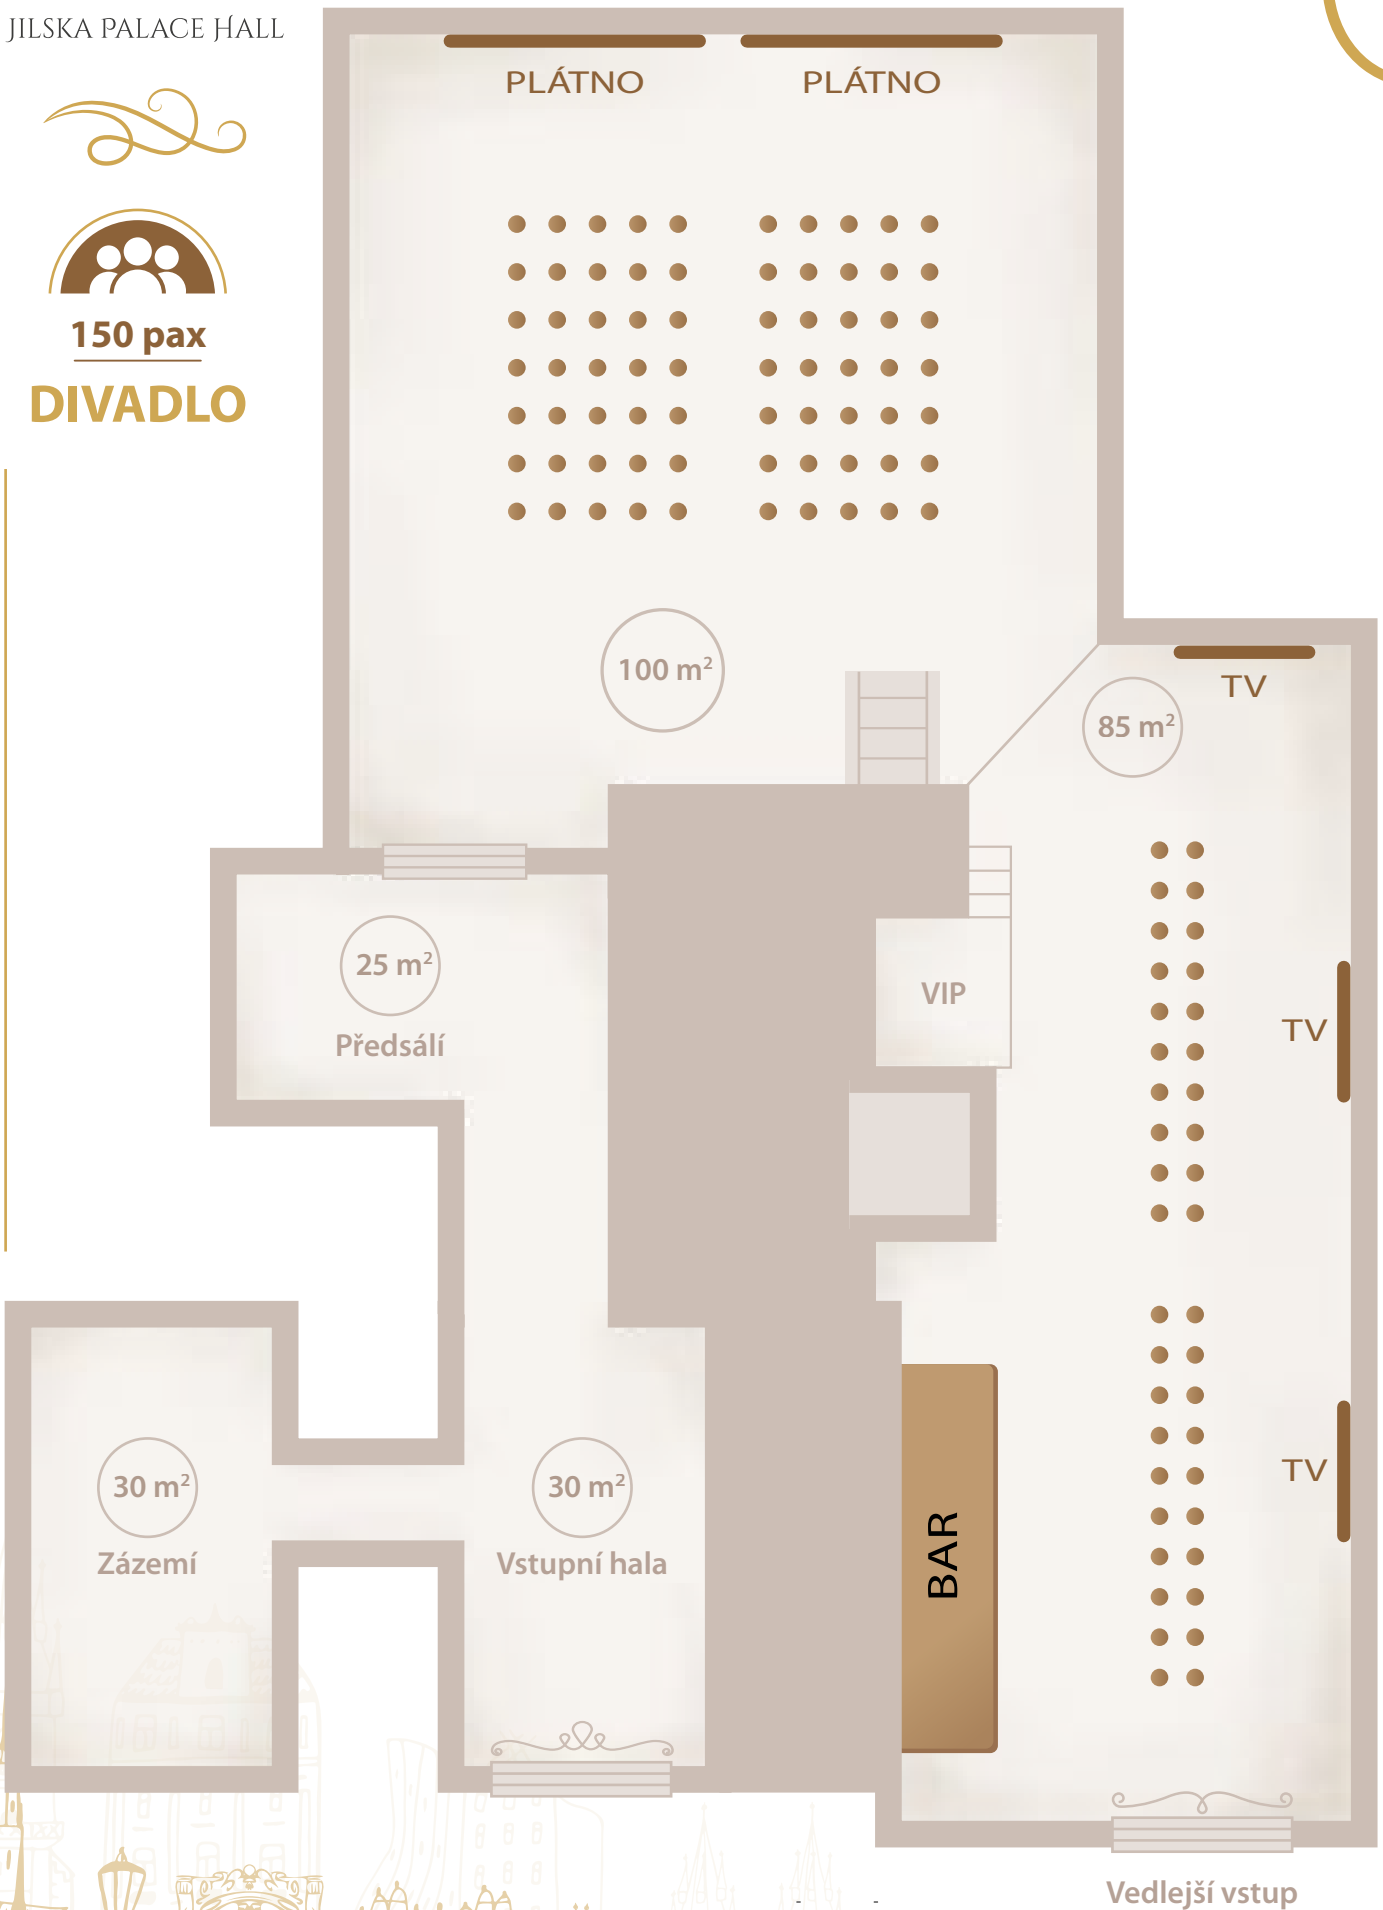 JILSKA PALACE HALL
150 pax
DIVADLO
PLÁTNO
PLÁTNO
100 m²
85 m²
TV
25 m²
Předsálí
VIP
TV
30 m²
Zázemí
30 m²
Vstupní hala
BAR
TV
Vedlejší vstup